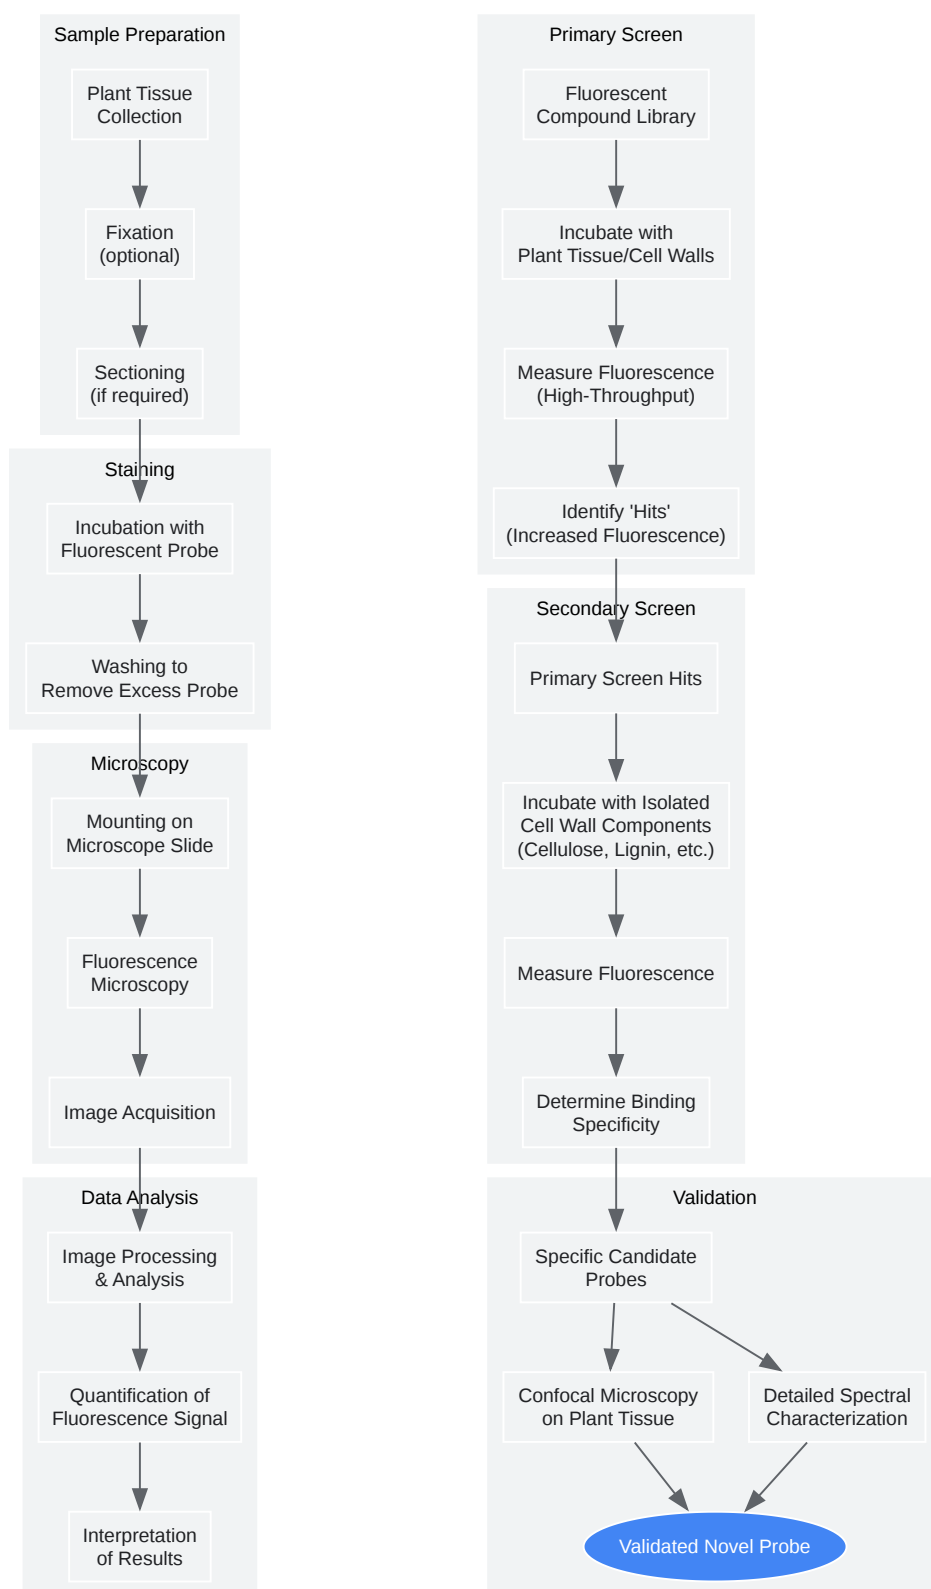 Sample Preparation
Plant Tissue
Collection
Fixation
(optional)
Sectioning
(if required)
Staining
Incubation with
Fluorescent Probe
Washing to
Remove Excess Probe
Microscopy
Mounting on
Microscope Slide
Fluorescence
Microscopy
Image Acquisition
Data Analysis
Image Processing
& Analysis
Quantification of
Fluorescence Signal
Interpretation
of Results
Primary Screen
Fluorescent
Compound Library
Incubate with
Plant Tissue/Cell Walls
Measure Fluorescence
(High-Throughput)
Identify 'Hits'
(Increased Fluorescence)
Secondary Screen
Primary Screen Hits
Incubate with Isolated
Cell Wall Components
(Cellulose, Lignin, etc.)
Measure Fluorescence
Determine Binding
Specificity
Validation
Specific Candidate
Probes
Confocal Microscopy
on Plant Tissue
Detailed Spectral
Characterization
Validated Novel Probe